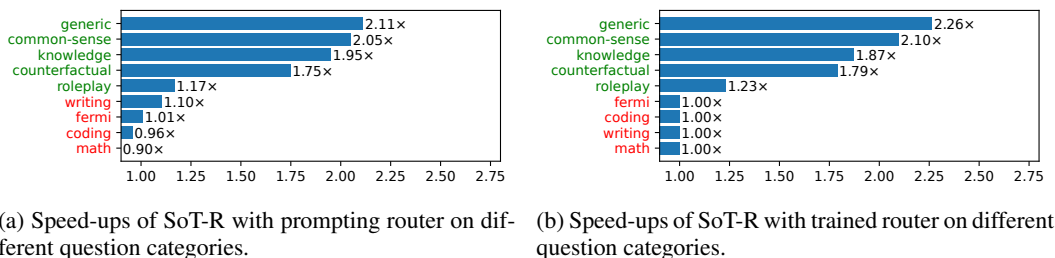 generic 2.11×
common-sense 2.05×
knowledge 1.95×
counterfactual 1.75×
roleplay 1.17×
writing 1.10×
fermi 1.01×
coding 0.96×
math 0.90×
1.00 1.25 1.50 1.75 2.00 2.25 2.50 2.75
(a) Speed-ups of SoT-R with prompting router on dif-
ferent question categories.
generic 2.26×
common-sense 2.10×
knowledge 1.87×
counterfactual 1.79×
roleplay 1.23×
fermi 1.00×
coding 1.00×
writing 1.00×
math 1.00×
1.00 1.25 1.50 1.75 2.00 2.25 2.50 2.75
(b) Speed-ups of SoT-R with trained router on different
question categories.